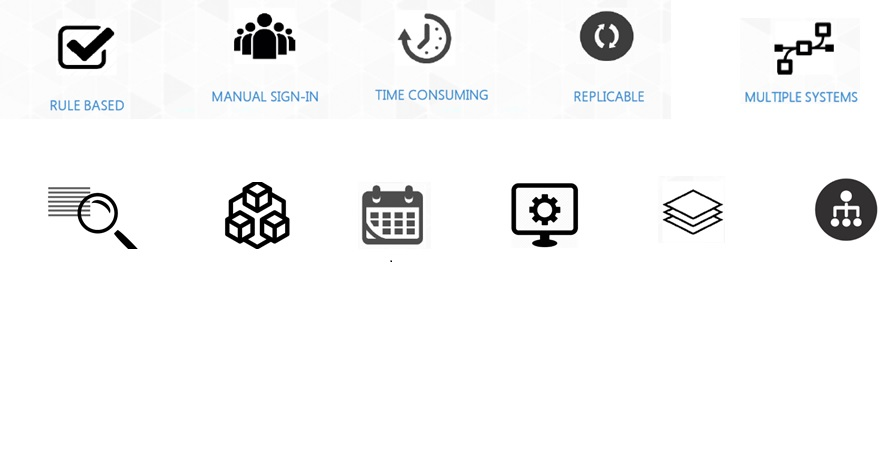 RULE BASED
MANUAL SIGN-IN
TIME CONSUMING
REPLICABLE
MULTIPLE SYSTEMS